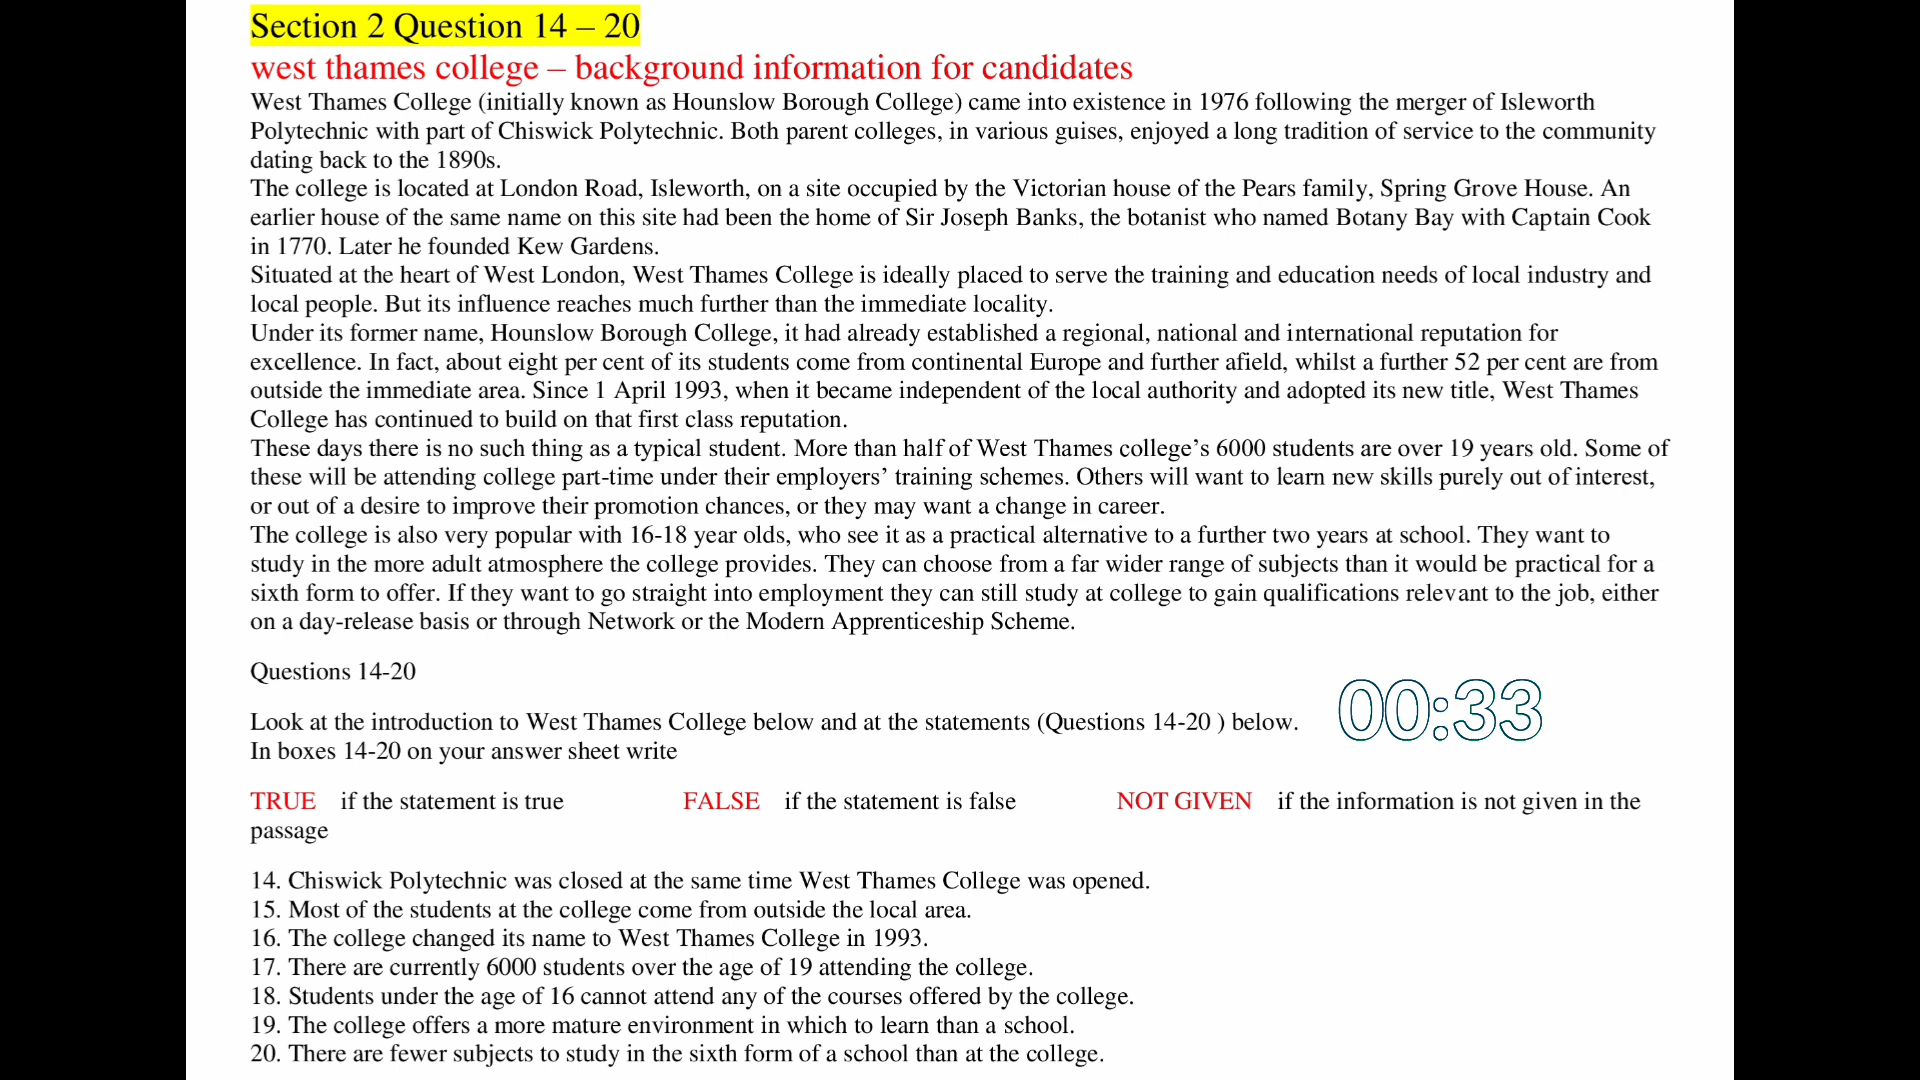 Section 2 Question 14 – 20
west thames college – background information for candidates
West Thames College (initially known as Hounslow Borough College) came into existence in 1976 following the merger of Isleworth
Polytechnic with part of Chiswick Polytechnic. Both parent colleges, in various guises, enjoyed a long tradition of service to the community
dating back to the 1890s.
The college is located at London Road, Isleworth, on a site occupied by the Victorian house of the Pears family, Spring Grove House. An
earlier house of the same name on this site had been the home of Sir Joseph Banks, the botanist who named Botany Bay with Captain Cook
in 1770. Later he founded Kew Gardens.
Situated at the heart of West London, West Thames College is ideally placed to serve the training and education needs of local industry and
local people. But its influence reaches much further than the immediate locality.
Under its former name, Hounslow Borough College, it had already established a regional, national and international reputation for
excellence. In fact, about eight per cent of its students come from continental Europe and further afield, whilst a further 52 per cent are from
outside the immediate area. Since 1 April 1993, when it became independent of the local authority and adopted its new title, West Thames
College has continued to build on that first class reputation.
These days there is no such thing as a typical student. More than half of West Thames college’s 6000 students are over 19 years old. Some of
these will be attending college part-time under their employers’ training schemes. Others will want to learn new skills purely out of interest,
or out of a desire to improve their promotion chances, or they may want a change in career.
The college is also very popular with 16-18 year olds, who see it as a practical alternative to a further two years at school. They want to
study in the more adult atmosphere the college provides. They can choose from a far wider range of subjects than it would be practical for a
sixth form to offer. If they want to go straight into employment they can still study at college to gain qualifications relevant to the job, either
on a day-release basis or through Network or the Modern Apprenticeship Scheme.
Questions 14-20
00:33
Look at the introduction to West Thames College below and at the statements (Questions 14-20 ) below.
In boxes 14-20 on your answer sheet write
TRUE if the statement is true FALSE if the statement is false NOT GIVEN if the information is not given in the
passage
14. Chiswick Polytechnic was closed at the same time West Thames College was opened.
15. Most of the students at the college come from outside the local area.
16. The college changed its name to West Thames College in 1993.
17. There are currently 6000 students over the age of 19 attending the college.
18. Students under the age of 16 cannot attend any of the courses offered by the college.
19. The college offers a more mature environment in which to learn than a school.
20. There are fewer subjects to study in the sixth form of a school than at the college.